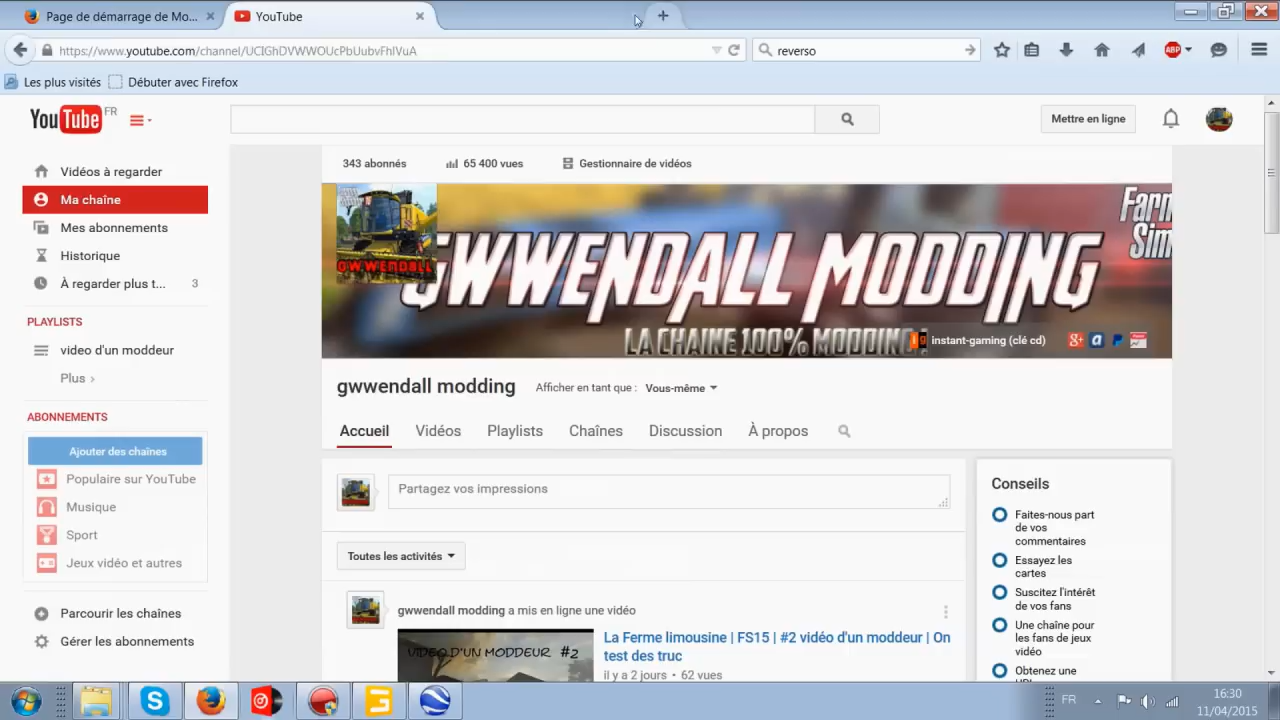 Page de démarrage de Mo...
YouTube
https://www.youtube.com/channel/UCIGhDVWWOUcPbUubvFhIVuA
reverso
ABP
Les plus visités
Débuter avec Firefox
YouTube FR
Mettre en ligne
Vidéos à regarder
Ma chaîne
Mes abonnements
Historique
À regarder plus t... 3
PLAYLISTS
video d'un moddeur
Plus ›
ABONNEMENTS
Ajouter des chaînes
Populaire sur YouTube
Musique
Sport
Jeux vidéo et autres
Parcourir les chaînes
Gérer les abonnements
343 abonnés
65 400 vues
Gestionnaire de vidéos
GWWENDALL
GWWENDALL MODDING
LA CHAINE 100% MODDING !
Farm
Sim
instant-gaming (clé cd)
gwwendall modding
Afficher en tant que : Vous-même
Accueil
Vidéos
Playlists
Chaînes
Discussion
À propos
Partagez vos impressions
Toutes les activités
gwwendall modding a mis en ligne une vidéo
VIDEO D'UN MODDEUR #2
La Ferme limousine | FS15 | #2 vidéo d'un moddeur | On
test des truc
il y a 2 jours • 62 vues
Conseils
Faites-nous part
de vos
commentaires
Essayez les
cartes
Suscitez l'intérêt
de vos fans
Une chaîne pour
les fans de jeux
vidéo
Obtenez une
FR
16:30
11/04/2015